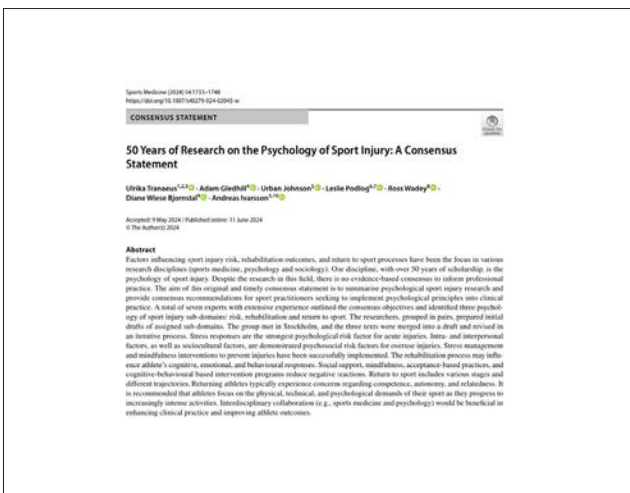 Sports Medicine (2024) 54:1733–1748
https://doi.org/10.1007/s40279-024-02045-w
CONSENSUS STATEMENT
50 Years of Research on the Psychology of Sport Injury: A Consensus
Statement
Ulrika Tranaeus · Adam Gledhill · Urban Johnson · Leslie Podlog · Ross Wadey ·
Diane Wiese Bjornstal · Andreas Ivarsson
Accepted: 9 May 2024 / Published online: 11 June 2024
© The Author(s) 2024
Abstract
Factors influencing sport injury risk, rehabilitation outcomes, and return to sport processes have been the focus in various
research disciplines (sports medicine, psychology and sociology). One discipline, with over 50 years of scholarship, is the
psychology of sport injury. Despite the research in this field, there is no evidence-based consensus to inform professional
practice. The aim of this original and timely consensus statement is to summarise psychological sport injury research and
provide consensus recommendations for sport practitioners seeking to implement psychological principles into clinical
practice. A total of seven experts with extensive experience outlined the consensus objectives and identified three psychol-
ogy of sport injury sub-domains: risk, rehabilitation and return to sport. The researchers, grouped in pairs, prepared initial
drafts of assigned sub-domains. The group met in Stockholm, and the three texts were merged into a draft and revised in
an iterative process. Stress responses are the strongest psychological risk factor for acute injuries. Intra- and interpersonal
factors, as well as sociocultural factors, are demonstrated psychosocial risk factors for overuse injuries. Stress management
and mindfulness interventions to prevent injuries have been successfully implemented. The rehabilitation process may influ-
ence athlete's cognitive, emotional, and behavioural responses. Social support, mindfulness, acceptance-based practices, and
cognitive-behavioural based intervention programs reduce negative reactions. Return to sport includes various stages and
different trajectories. Returning athletes typically experience concerns regarding competence, autonomy, and relatedness. It
is recommended that athletes focus on the physical, technical, and psychological demands of their sport as they progress to
increasingly intense activities. Interdisciplinary collaboration (e.g., sports medicine and psychology) would be beneficial in
enhancing clinical practice and improving athlete outcomes.